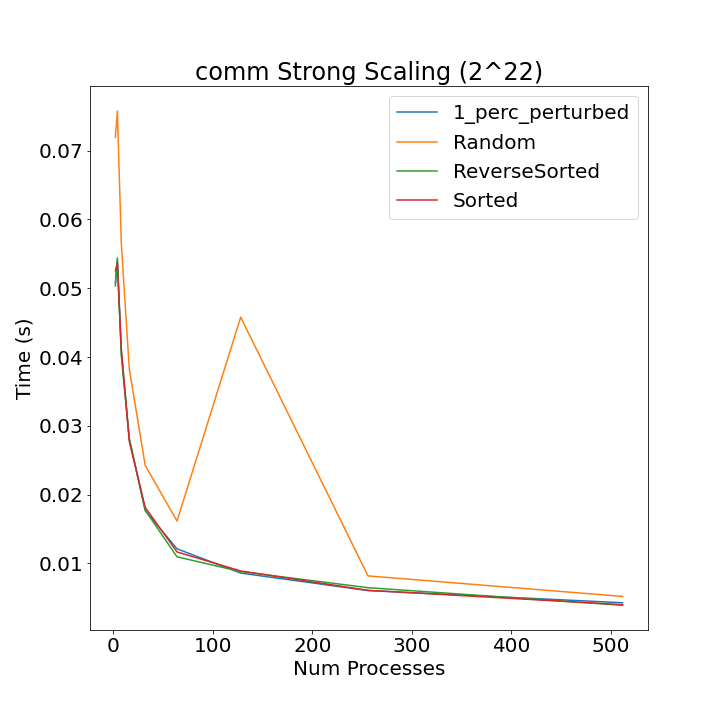 comm Strong Scaling (2^22)
1_perc_perturbed
Random
ReverseSorted
Sorted
Time (s)
0.07
0.06
0.05
0.04
0.03
0.02
0.01
0 100 200 300 400 500
Num Processes